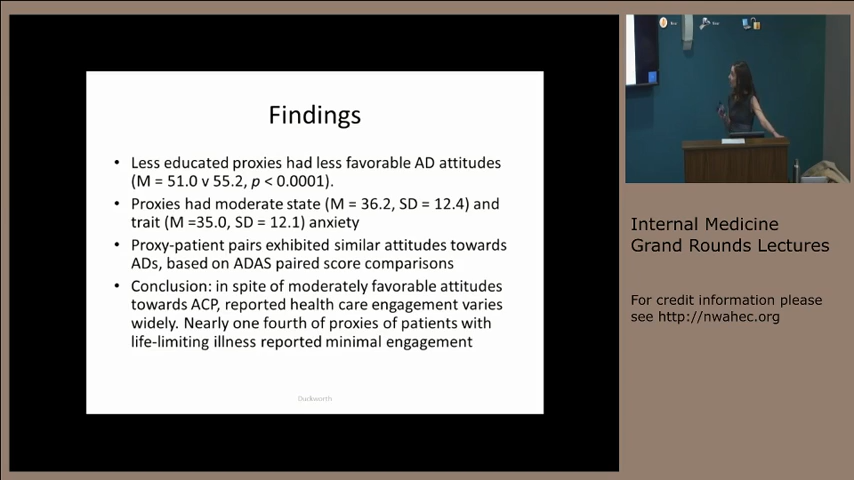 Findings
• Less educated proxies had less favorable AD attitudes
(M = 51.0 v 55.2, p < 0.0001).
• Proxies had moderate state (M = 36.2, SD = 12.4) and
trait (M =35.0, SD = 12.1) anxiety
• Proxy-patient pairs exhibited similar attitudes towards
ADs, based on ADAS paired score comparisons
• Conclusion: in spite of moderately favorable attitudes
towards ACP, reported health care engagement varies
widely. Nearly one fourth of proxies of patients with
life-limiting illness reported minimal engagement
Duckworth
Internal Medicine
Grand Rounds Lectures
For credit information please
see http://nwahec.org